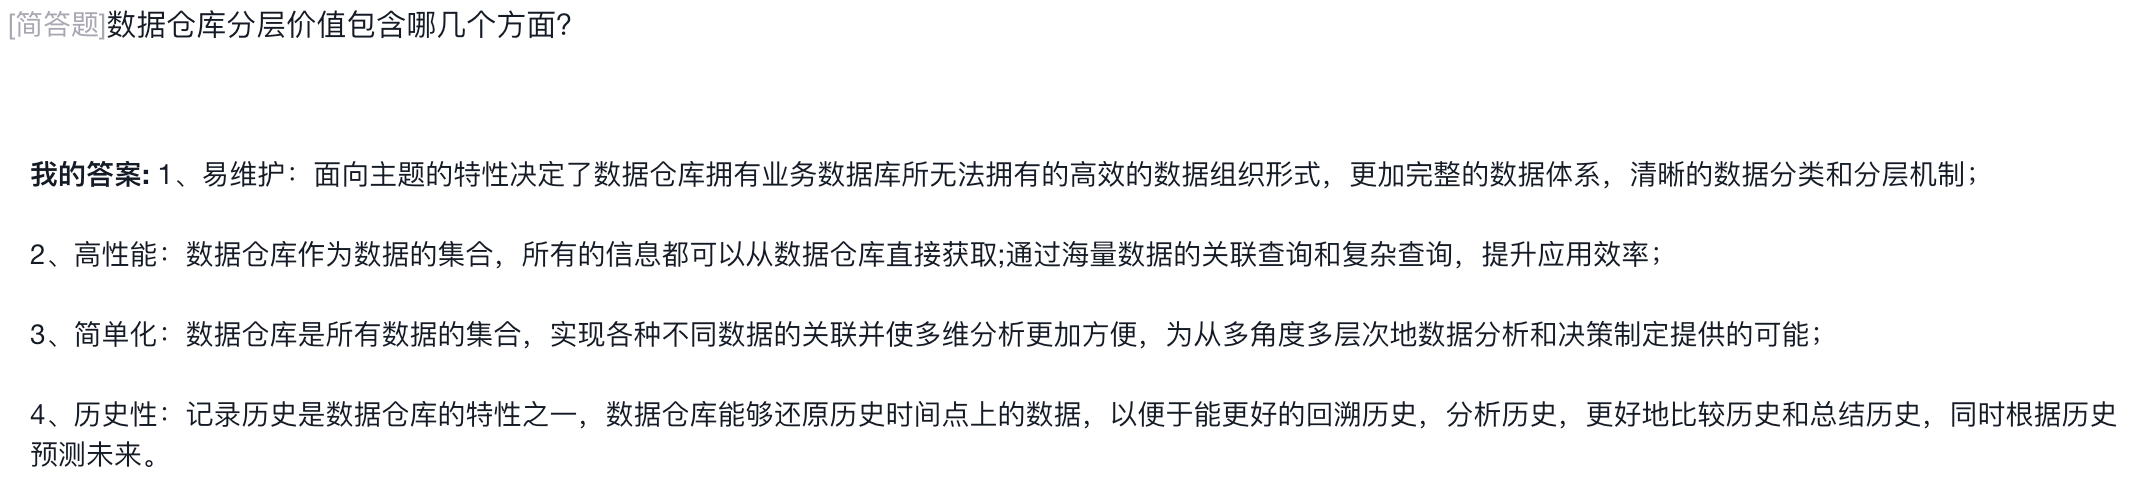 [简答题]数据仓库分层价值包含哪几个方面?
我的答案: 1、易维护：面向主题的特性决定了数据仓库拥有业务数据库所无法拥有的高效的数据组织形式，更加完整的数据体系，清晰的数据分类和分层机制；
2、高性能：数据仓库作为数据的集合，所有的信息都可以从数据仓库直接获取;通过海量数据的关联查询和复杂查询，提升应用效率；
3、简单化：数据仓库是所有数据的集合，实现各种不同数据的关联并使多维分析更加方便，为从多角度多层次地数据分析和决策制定提供的可能；
4、历史性：记录历史是数据仓库的特性之一，数据仓库能够还原历史时间点上的数据，以便于能更好的回溯历史，分析历史，更好地比较历史和总结历史，同时根据历史
预测未来。